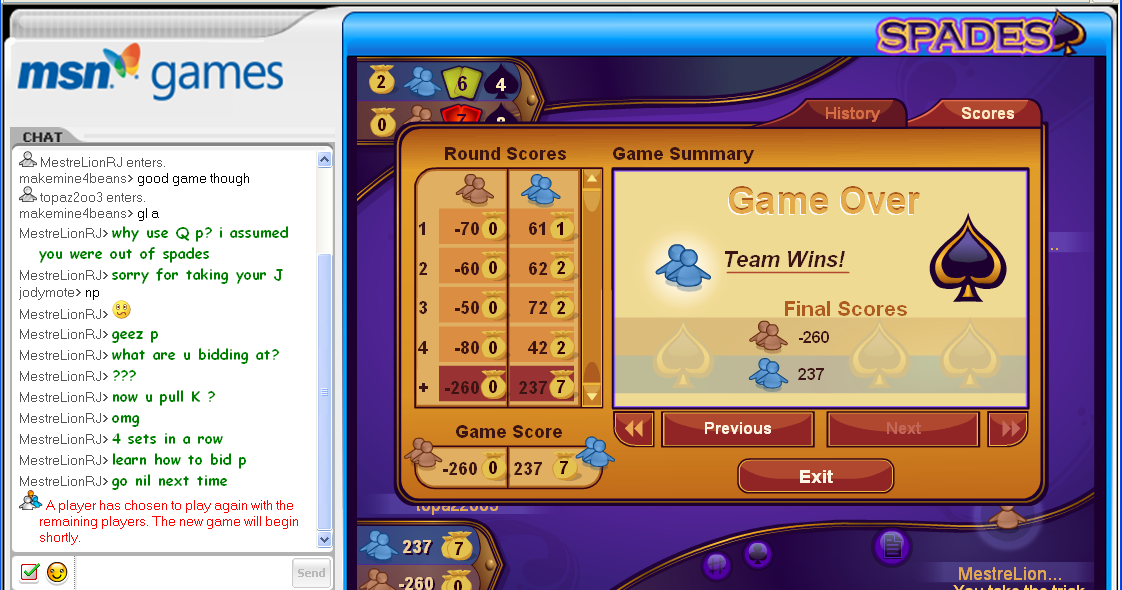 msn games
CHAT
MestreLionRJ enters.
makemine4beans> good game though
topaz2oo3 enters.
makemine4beans> gl a
MestreLionRJ> why use Q p? i assumed
you were out of spades
MestreLionRJ> sorry for taking your J
jodymote> np
MestreLionRJ>
MestreLionRJ> geez p
MestreLionRJ> what are u bidding at?
MestreLionRJ> ???
MestreLionRJ> now u pull K ?
MestreLionRJ> omg
MestreLionRJ> 4 sets in a row
MestreLionRJ> learn how to bid p
MestreLionRJ> go nil next time
A player has chosen to play again with the
remaining players. The new game will begin
shortly.
Send
SPADES
2 6 4
0 7
History Scores
Round Scores
1 -70 0 61 1
2 -60 0 62 2
3 -50 0 72 2
4 -80 0 42 2
+ -260 0 237 7
Game Score
-260 0 237 7
Game Summary
Game Over
Team Wins!
Final Scores
-260
237
Previous Next
Exit
topaz2oo3
237 7
-260 0
MestreLion...
You take the trick